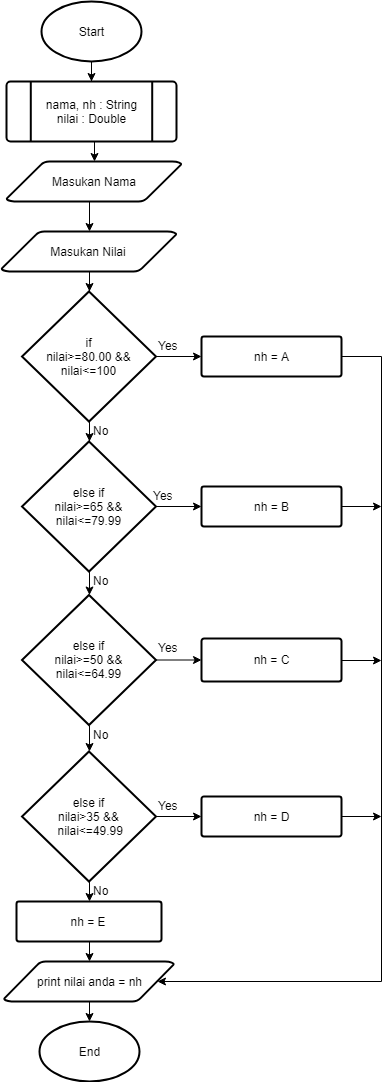 Start
nama, nh : String
nilai : Double
Masukan Nama
Masukan Nilai
if
nilai>=80.00 &&
nilai<=100
Yes
nh = A
No
else if
nilai>=65 &&
nilai<=79.99
Yes
nh = B
No
else if
nilai>=50 &&
nilai<=64.99
Yes
nh = C
No
else if
nilai>35 &&
nilai<=49.99
Yes
nh = D
No
nh = E
print nilai anda = nh
End